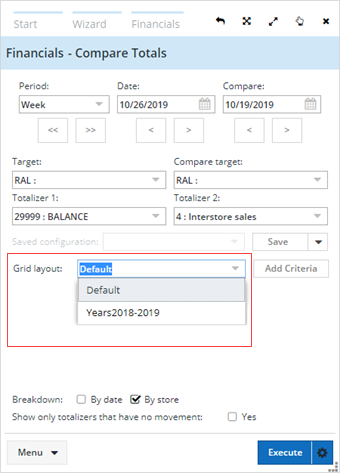 Start Wizard Financials
Financials - Compare Totals
Period: Date: Compare:
Week 10/26/2019 10/19/2019
<< >> < > < >
Target: Compare target:
RAL : RAL :
Totalizer 1: Totalizer 2:
29999 : BALANCE 4 : Interstore sales
Saved configuration: Save
Grid layout: Default Add Criteria
Default
Years2018-2019
Breakdown: By date By store
Show only totalizers that have no movement: Yes
Menu Execute